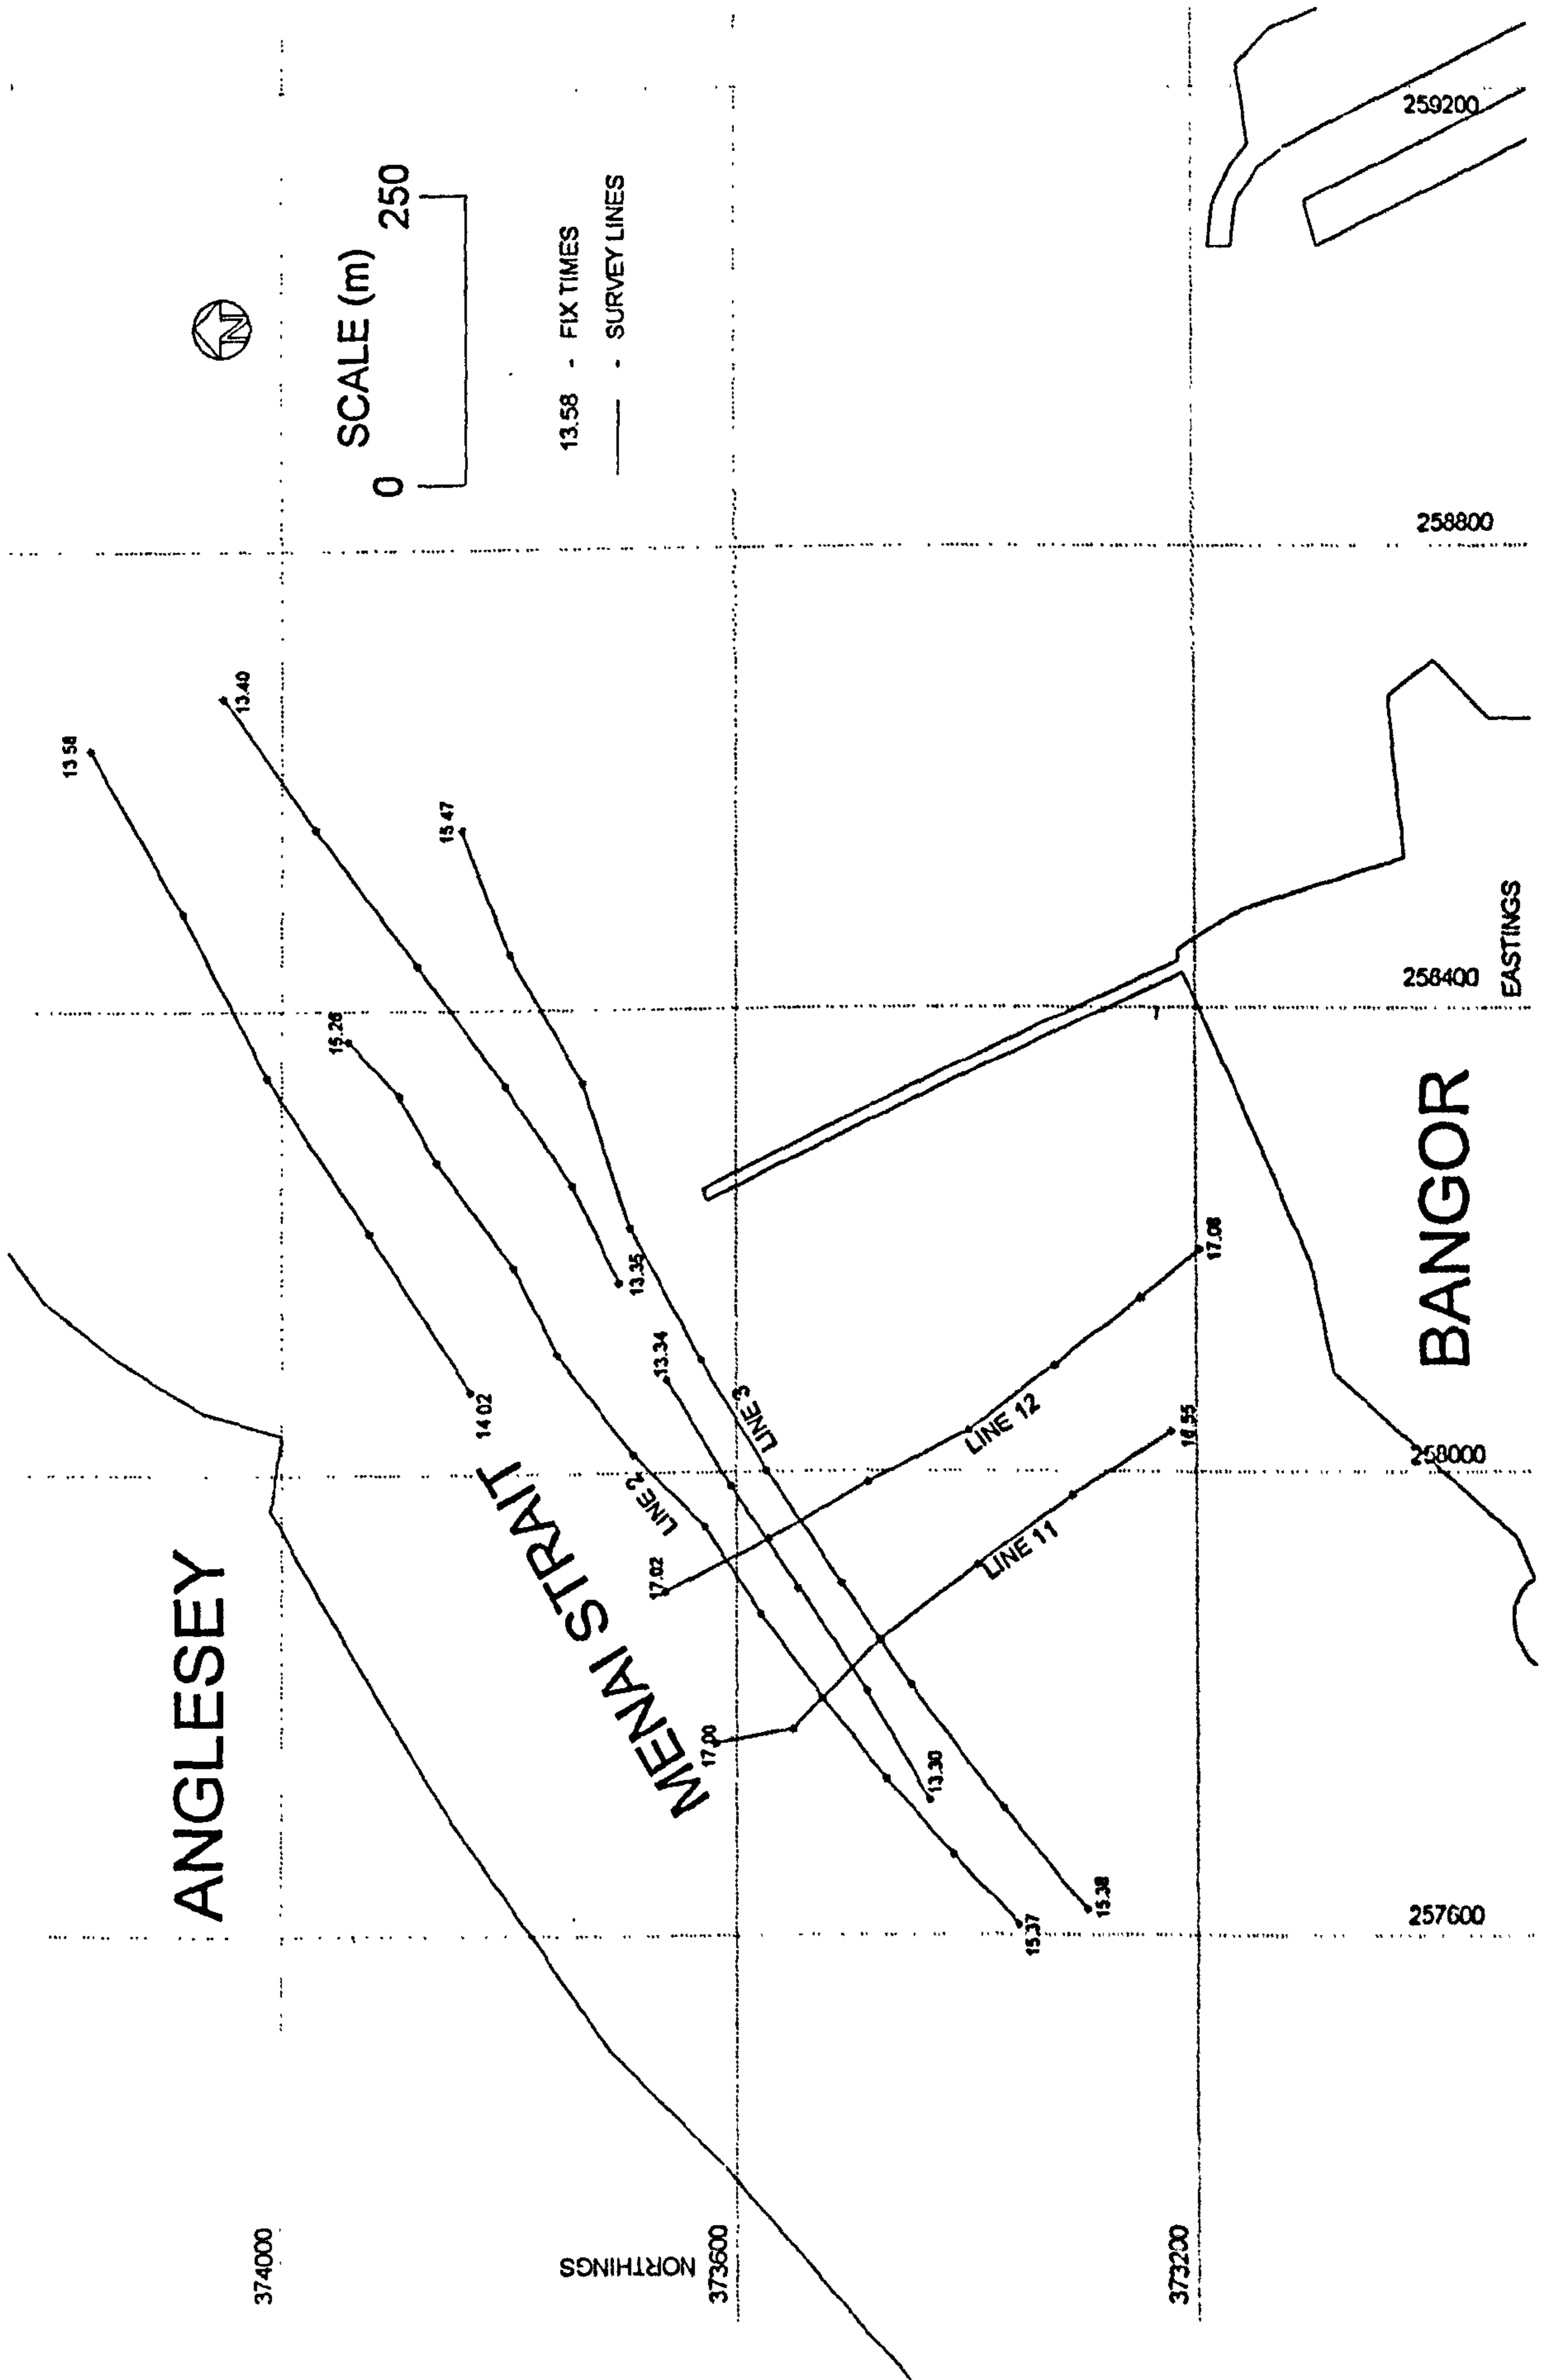 ANGLESEY
MENAI STRAIT
BANGOR
N
SCALE (m)
0 250
13.58 - FIX TIMES
- SURVEY LINES
374000
373600
373200
NORTHINGS
257600
258000
258400
258800
259200
EASTINGS
13 58
13.40
15 47
15.26
14 02
13.35
13.34
LINE 2
LINE 3
17.02
17.00
LINE 12
LINE 11
17.08
16.55
13.30
15.37
15.38